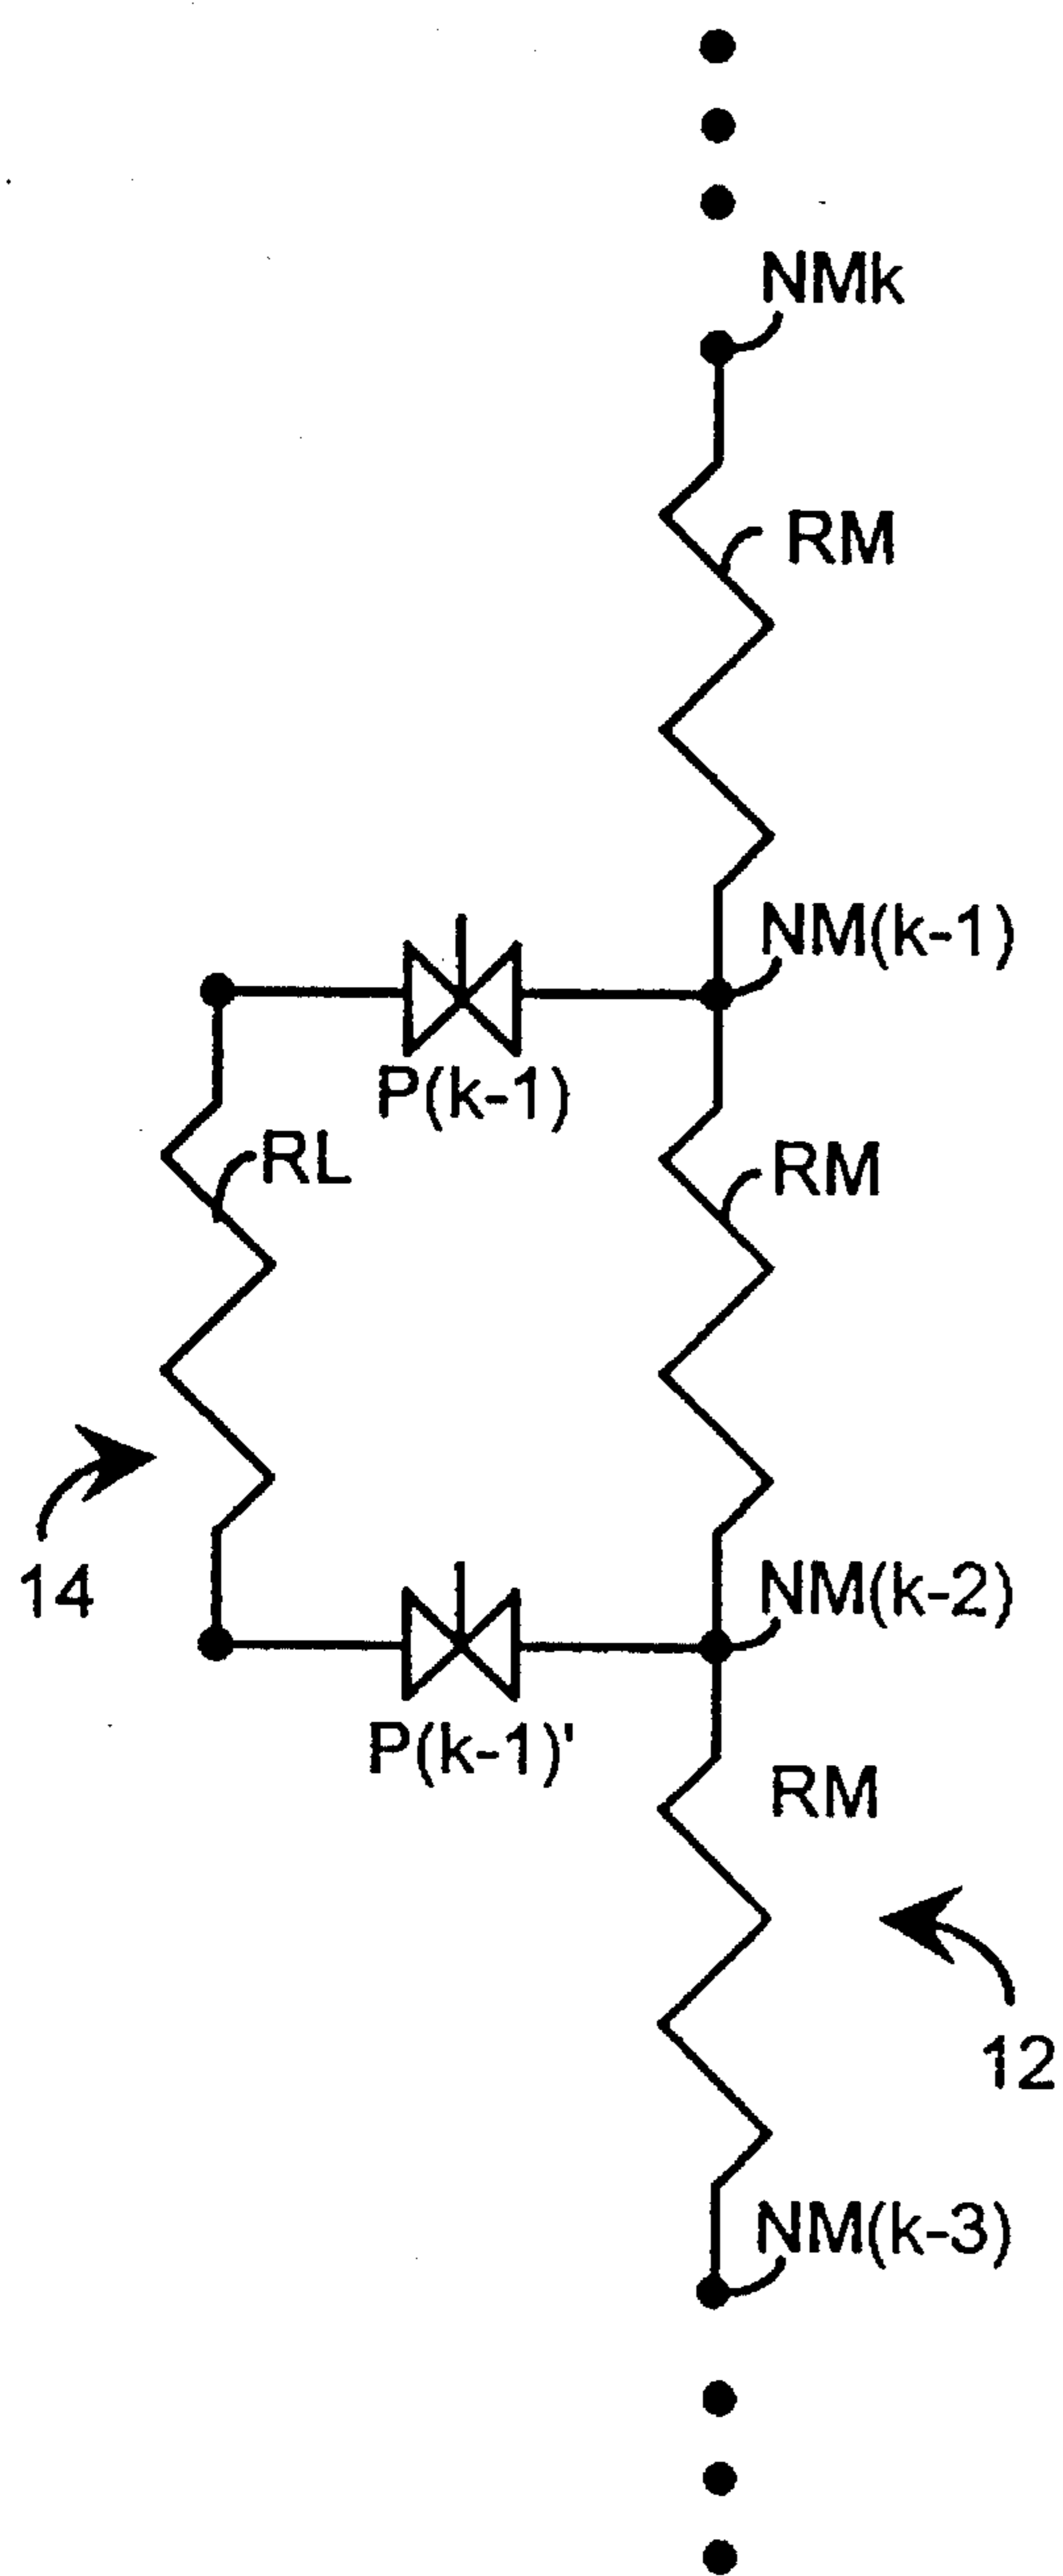 NMk
RM
NM(k-1)
P(k-1)
RL
RM
14
NM(k-2)
P(k-1)'
RM
12
NM(k-3)